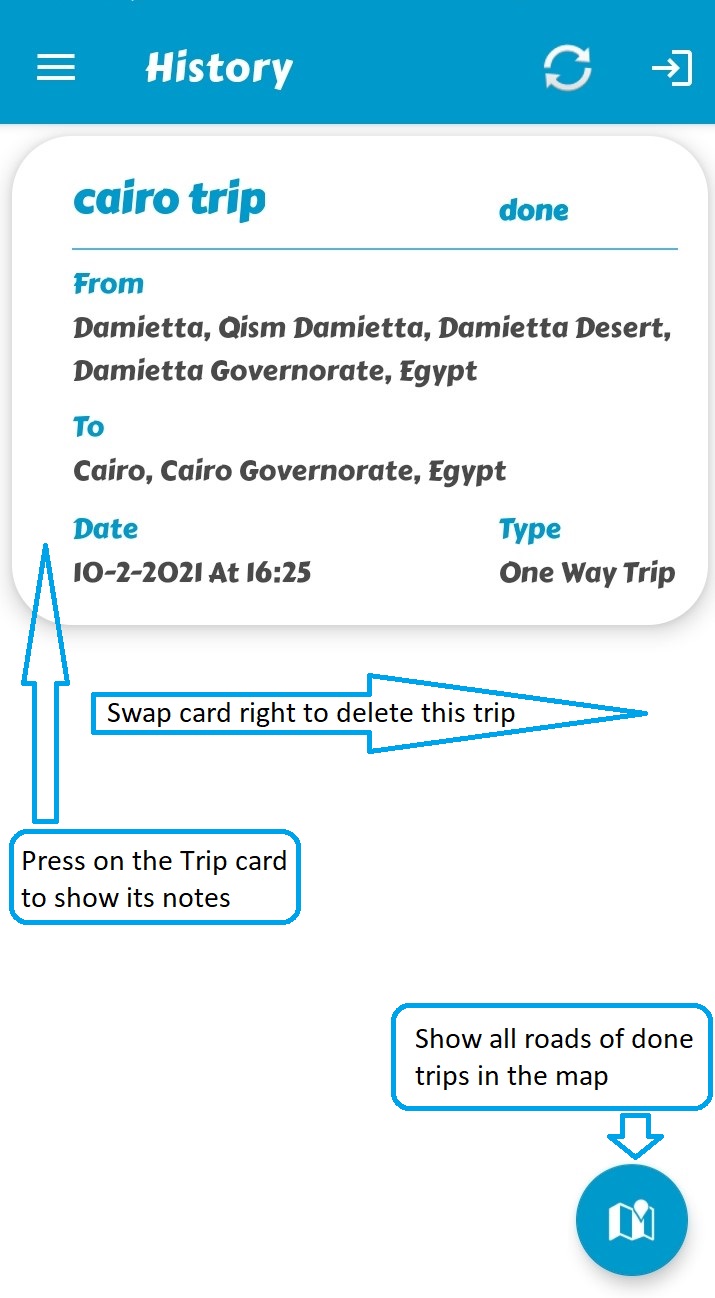 History
cairo trip
done
From
Damietta, Qism Damietta, Damietta Desert,
Damietta Governorate, Egypt
To
Cairo, Cairo Governorate, Egypt
Date
Type
10-2-2021 At 16:25
One Way Trip
Swap card right to delete this trip
Press on the Trip card
to show its notes
Show all roads of done
trips in the map